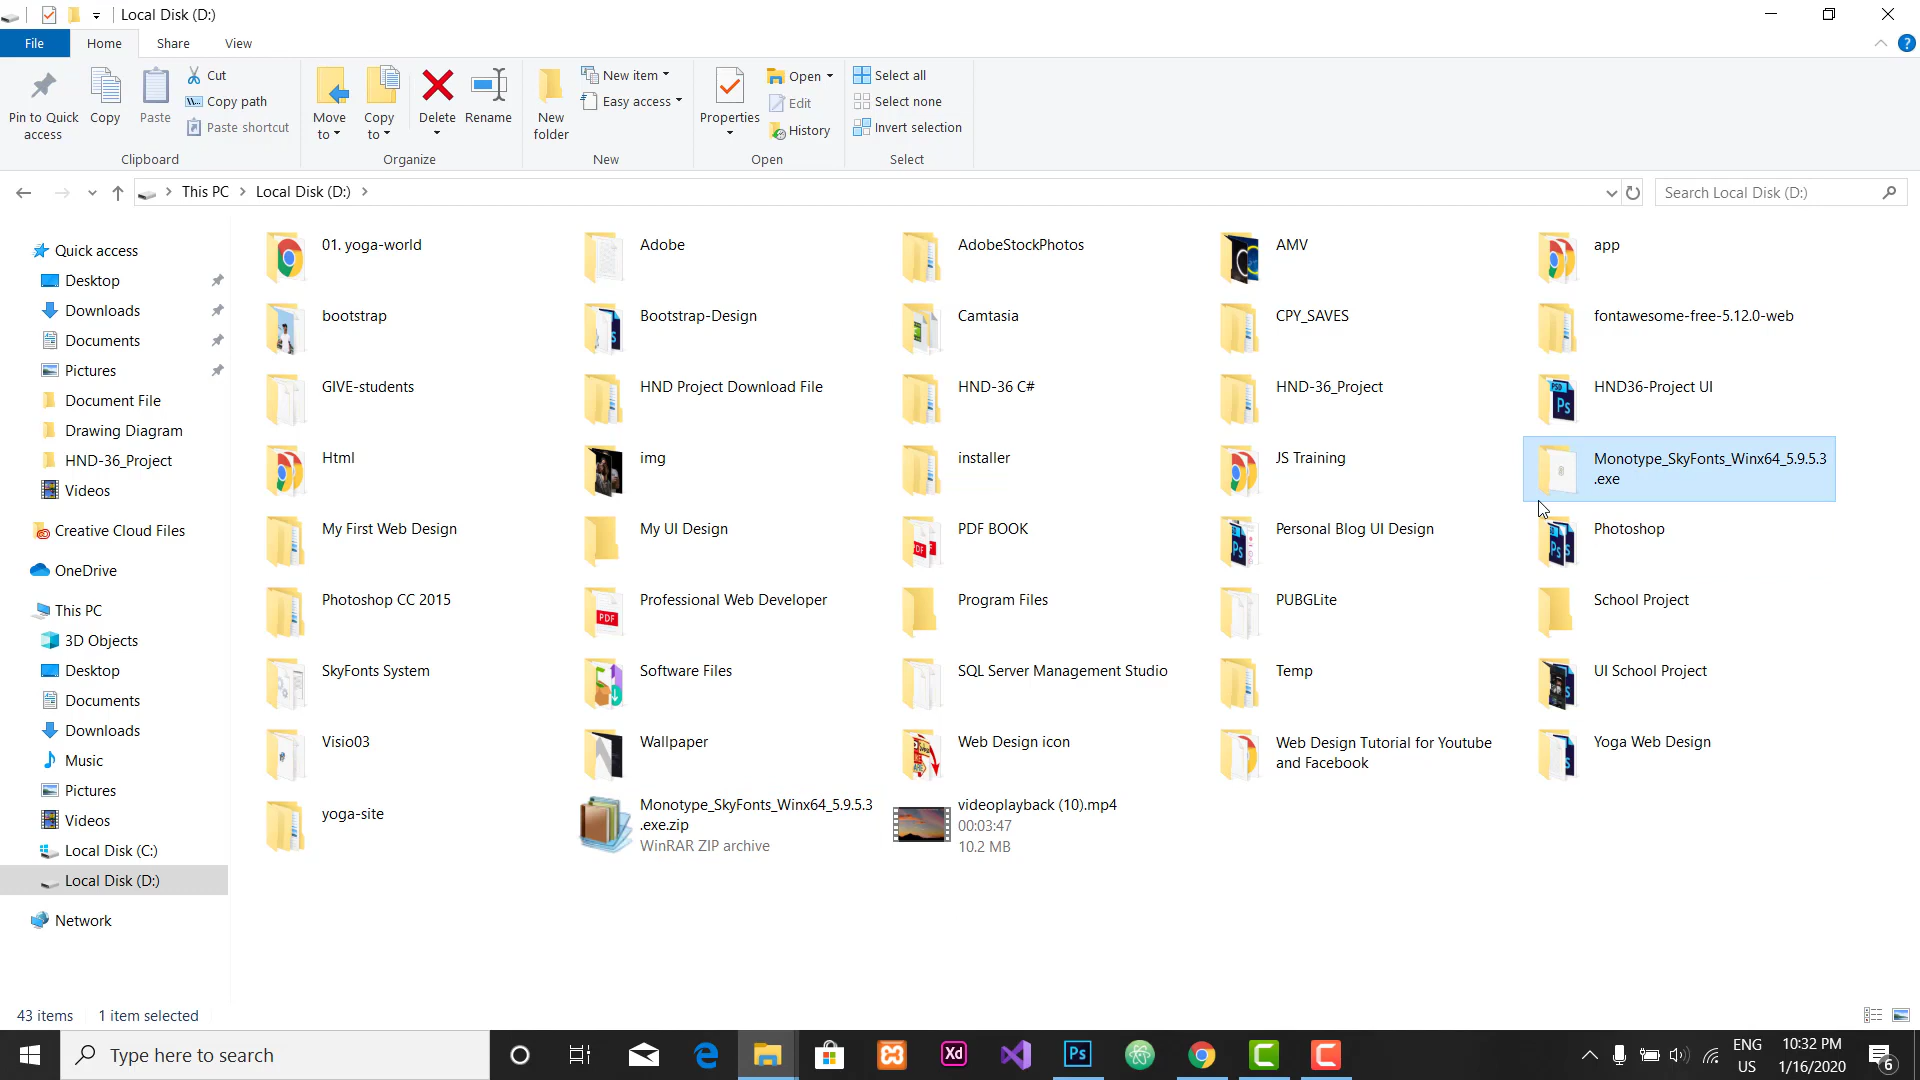 Local Disk (D:)
File
Home
Share
View
Pin to Quick
access
Copy
Paste
Cut
Copy path
Paste shortcut
Clipboard
Move
to
Copy
to
Delete
Rename
Organize
New
folder
New item
Easy access
New
Properties
Open
Edit
History
Open
Select all
Select none
Invert selection
Select
This PC
Local Disk (D:)
Search Local Disk (D:)
Quick access
Desktop
Downloads
Documents
Pictures
Document File
Drawing Diagram
HND-36_Project
Videos
Creative Cloud Files
OneDrive
This PC
3D Objects
Desktop
Documents
Downloads
Music
Pictures
Videos
Local Disk (C:)
Local Disk (D:)
Network
01. yoga-world
Adobe
AdobeStockPhotos
AMV
app
bootstrap
Bootstrap-Design
Camtasia
CPY_SAVES
fontawesome-free-5.12.0-web
GIVE-students
HND Project Download File
HND-36 C#
HND-36_Project
HND36-Project UI
Html
img
installer
JS Training
Monotype_SkyFonts_Winx64_5.9.5.3
.exe
My First Web Design
My UI Design
PDF BOOK
Personal Blog UI Design
Photoshop
Photoshop CC 2015
Professional Web Developer
Program Files
PUBGLite
School Project
SkyFonts System
Software Files
SQL Server Management Studio
Temp
UI School Project
Visio03
Wallpaper
Web Design icon
Web Design Tutorial for Youtube
and Facebook
Yoga Web Design
yoga-site
Monotype_SkyFonts_Winx64_5.9.5.3
.exe.zip
WinRAR ZIP archive
videoplayback (10).mp4
00:03:47
10.2 MB
43 items
1 item selected
Type here to search
Xd
Ps
ENG
US
10:32 PM
1/16/2020
6